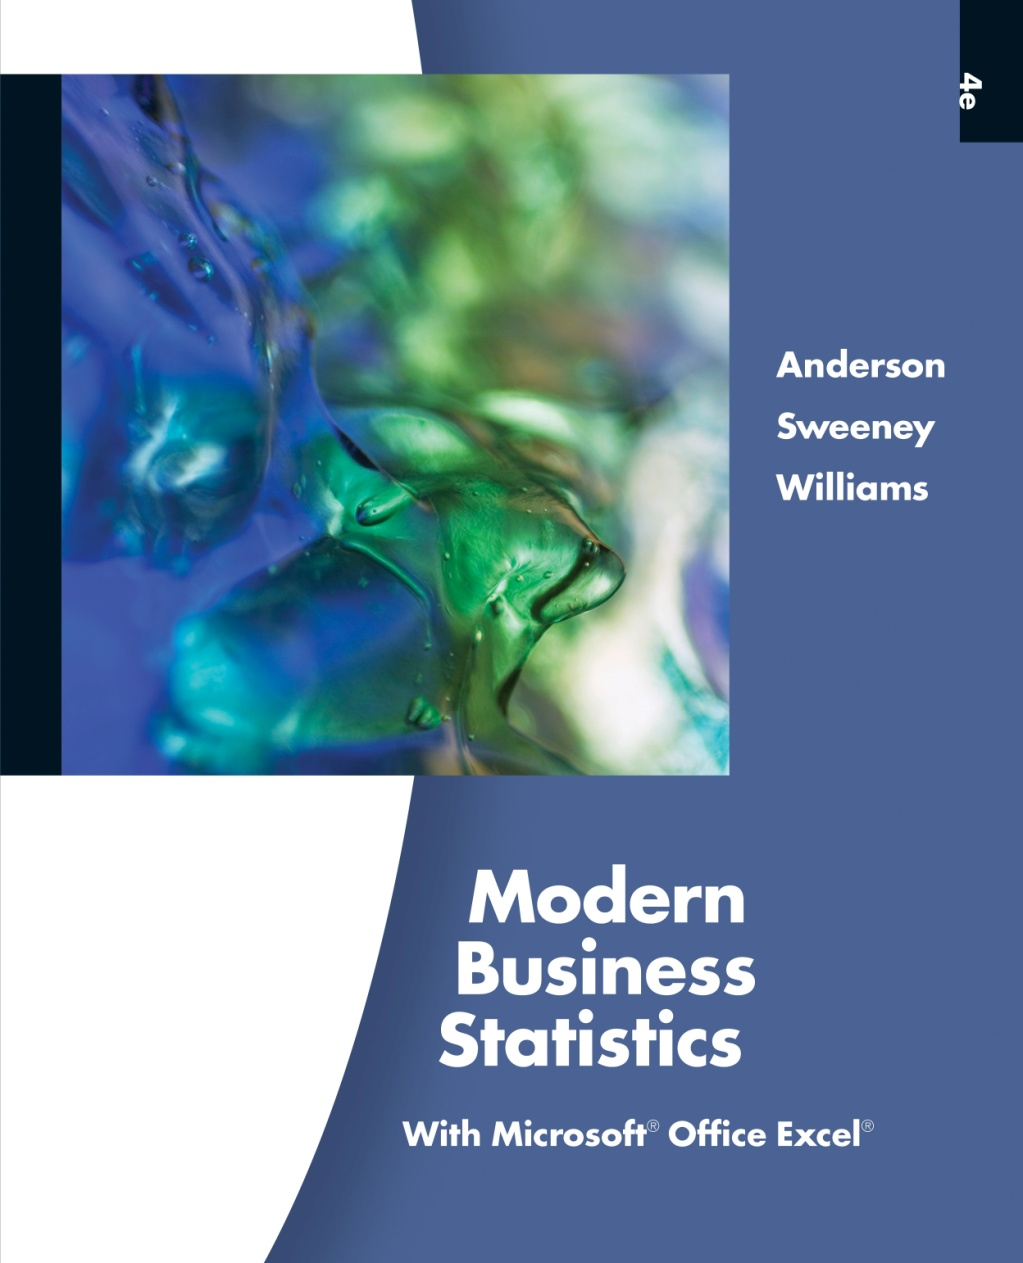 4e
Anderson
Sweeney
Williams
Modern
Business
Statistics
With Microsoft® Office Excel®